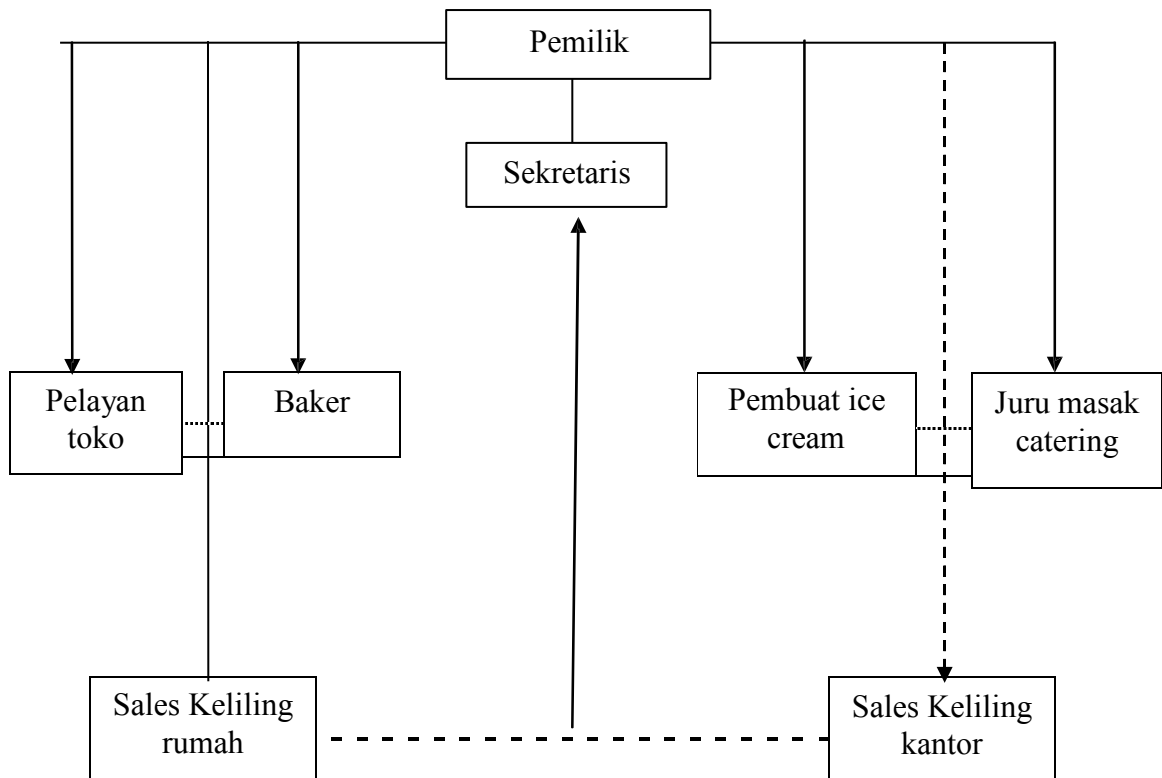 Pemilik
Sekretaris
Pelayan
toko
Baker
Pembuat ice
cream
Juru masak
catering
Sales Keliling
rumah
Sales Keliling
kantor